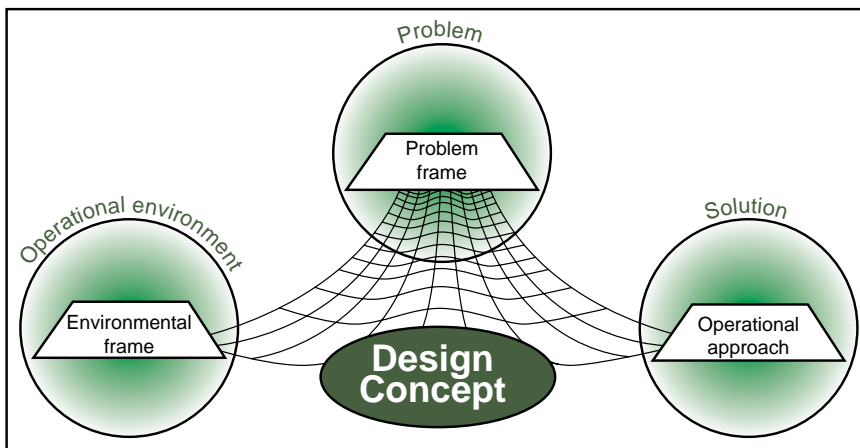 Problem
Problem
frame
Operational environment
Environmental
frame
Solution
Operational
approach
Design
Concept